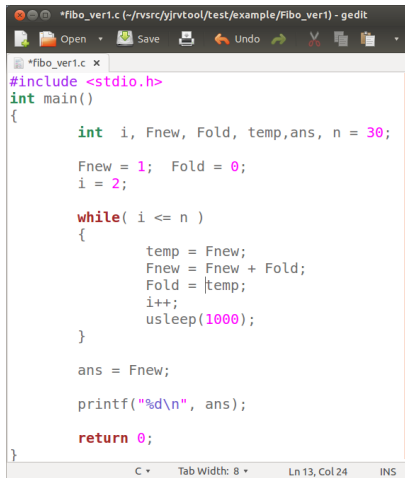 *fibo_ver1.c (~/rvsrc/yjrvtool/test/example/Fibo_ver1) - gedit
Open Save Undo
*fibo_ver1.c ×
#include <stdio.h>
int main()
{
int i, Fnew, Fold, temp,ans, n = 30;
Fnew = 1; Fold = 0;
i = 2;
while( i <= n )
{
temp = Fnew;
Fnew = Fnew + Fold;
Fold = temp;
i++;
usleep(1000);
}
ans = Fnew;
printf("%d\n", ans);
return 0;
}
C Tab Width: 8 Ln 13, Col 24 INS